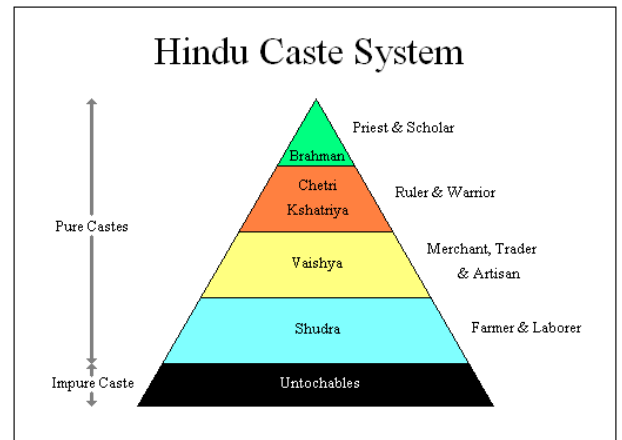 Hindu Caste System
Priest & Scholar
Brahman
Chetri
Kshatriya
Ruler & Warrior
Pure Castes
Vaishya
Merchant, Trader
& Artisan
Shudra
Farmer & Laborer
Impure Caste
Untochables